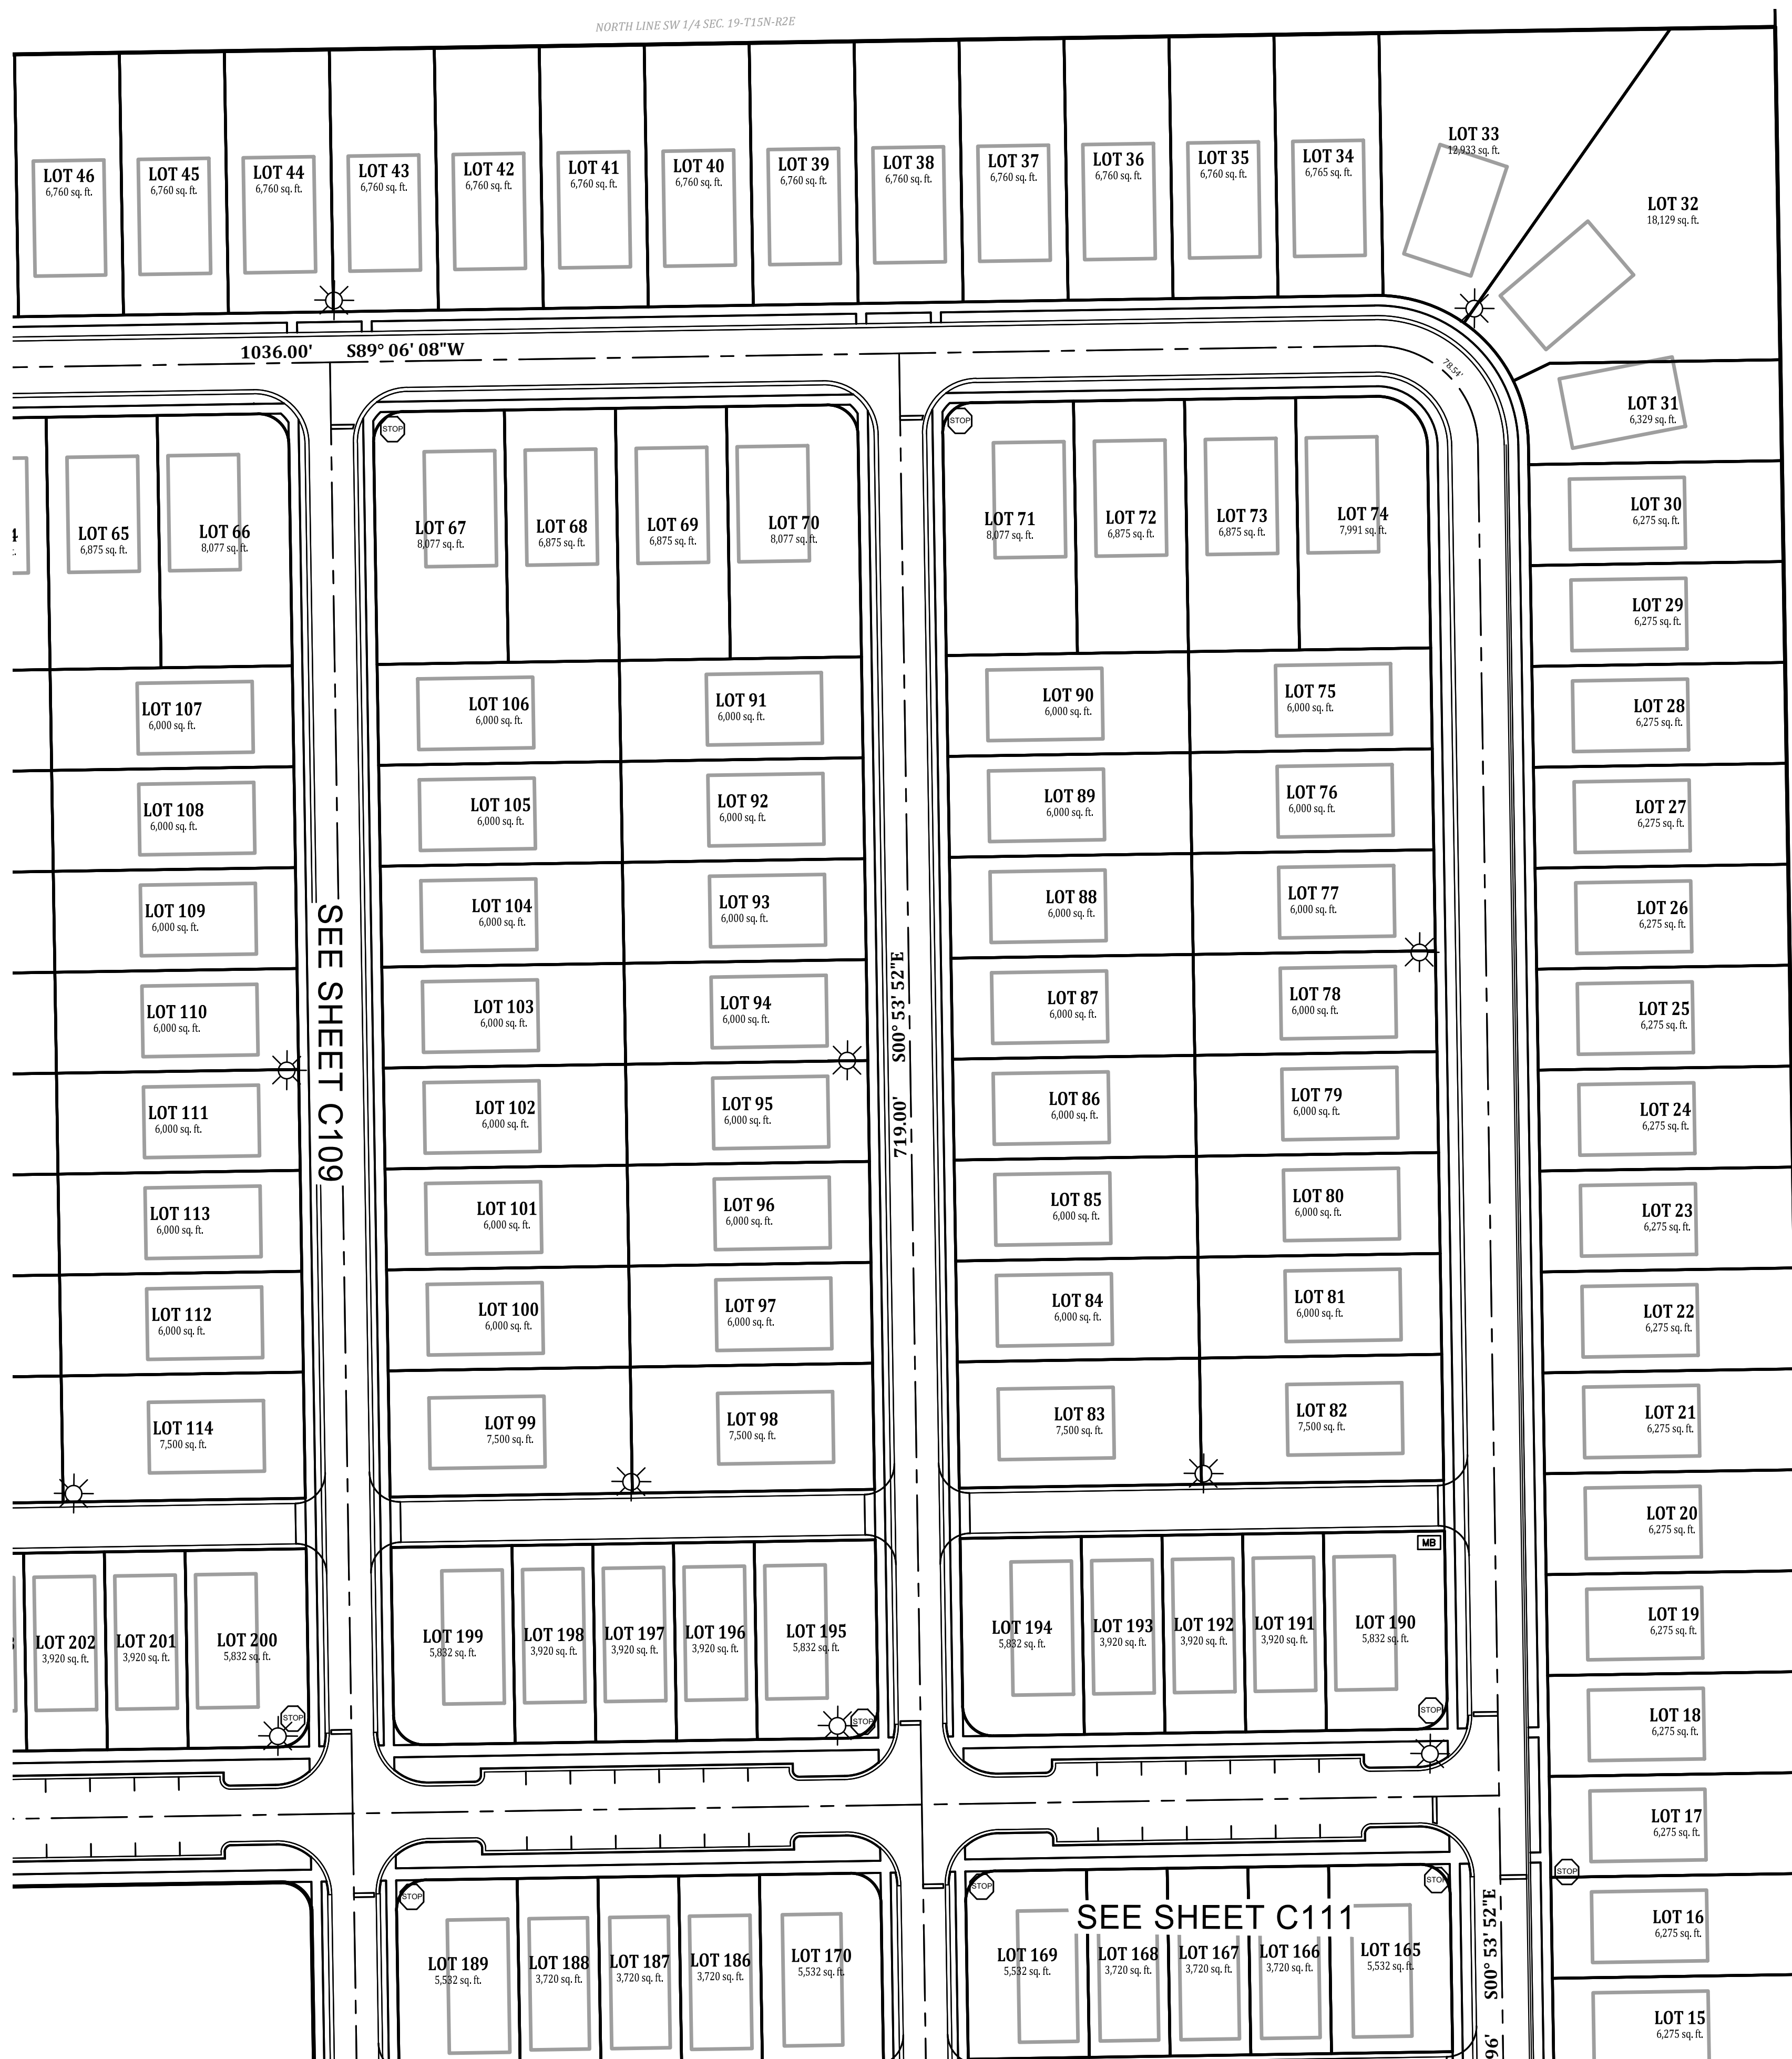 NORTH LINE SW 1/4 SEC. 19-T15N-R2E
LOT 46
6,760 sq. ft.
LOT 45
6,760 sq. ft.
LOT 44
6,760 sq. ft.
LOT 43
6,760 sq. ft.
LOT 42
6,760 sq. ft.
LOT 41
6,760 sq. ft.
LOT 40
6,760 sq. ft.
LOT 39
6,760 sq. ft.
LOT 38
6,760 sq. ft.
LOT 37
6,760 sq. ft.
LOT 36
6,760 sq. ft.
LOT 35
6,760 sq. ft.
LOT 34
6,765 sq. ft.
LOT 33
12,933 sq. ft.
LOT 32
18,129 sq. ft.
1036.00' S89° 06' 08"W
78.54'
LOT 31
6,329 sq. ft.
STOP
STOP
4
t.
LOT 65
6,875 sq. ft.
LOT 66
8,077 sq. ft.
LOT 67
8,077 sq. ft.
LOT 68
6,875 sq. ft.
LOT 69
6,875 sq. ft.
LOT 70
8,077 sq. ft.
LOT 71
8,077 sq. ft.
LOT 72
6,875 sq. ft.
LOT 73
6,875 sq. ft.
LOT 74
7,991 sq. ft.
LOT 30
6,275 sq. ft.
LOT 29
6,275 sq. ft.
LOT 107
6,000 sq. ft.
LOT 106
6,000 sq. ft.
LOT 91
6,000 sq. ft.
LOT 90
6,000 sq. ft.
LOT 75
6,000 sq. ft.
LOT 28
6,275 sq. ft.
LOT 108
6,000 sq. ft.
LOT 105
6,000 sq. ft.
LOT 92
6,000 sq. ft.
LOT 89
6,000 sq. ft.
LOT 76
6,000 sq. ft.
LOT 27
6,275 sq. ft.
LOT 109
6,000 sq. ft.
LOT 104
6,000 sq. ft.
LOT 93
6,000 sq. ft.
LOT 88
6,000 sq. ft.
LOT 77
6,000 sq. ft.
LOT 26
6,275 sq. ft.
SEE SHEET C109
719.00' S00° 53' 52"E
LOT 110
6,000 sq. ft.
LOT 103
6,000 sq. ft.
LOT 94
6,000 sq. ft.
LOT 87
6,000 sq. ft.
LOT 78
6,000 sq. ft.
LOT 25
6,275 sq. ft.
LOT 111
6,000 sq. ft.
LOT 102
6,000 sq. ft.
LOT 95
6,000 sq. ft.
LOT 86
6,000 sq. ft.
LOT 79
6,000 sq. ft.
LOT 24
6,275 sq. ft.
LOT 113
6,000 sq. ft.
LOT 101
6,000 sq. ft.
LOT 96
6,000 sq. ft.
LOT 85
6,000 sq. ft.
LOT 80
6,000 sq. ft.
LOT 23
6,275 sq. ft.
LOT 112
6,000 sq. ft.
LOT 100
6,000 sq. ft.
LOT 97
6,000 sq. ft.
LOT 84
6,000 sq. ft.
LOT 81
6,000 sq. ft.
LOT 22
6,275 sq. ft.
LOT 114
7,500 sq. ft.
LOT 99
7,500 sq. ft.
LOT 98
7,500 sq. ft.
LOT 83
7,500 sq. ft.
LOT 82
7,500 sq. ft.
LOT 21
6,275 sq. ft.
LOT 20
6,275 sq. ft.
MB
LOT 202
3,920 sq. ft.
LOT 201
3,920 sq. ft.
LOT 200
5,832 sq. ft.
LOT 199
5,832 sq. ft.
LOT 198
3,920 sq. ft.
LOT 197
3,920 sq. ft.
LOT 196
3,920 sq. ft.
LOT 195
5,832 sq. ft.
LOT 194
5,832 sq. ft.
LOT 193
3,920 sq. ft.
LOT 192
3,920 sq. ft.
LOT 191
3,920 sq. ft.
LOT 190
5,832 sq. ft.
LOT 19
6,275 sq. ft.
STOP
STOP
STOP
LOT 18
6,275 sq. ft.
LOT 17
6,275 sq. ft.
STOP
STOP
STOP
STOP
SEE SHEET C111
LOT 16
6,275 sq. ft.
LOT 189
5,532 sq. ft.
LOT 188
3,720 sq. ft.
LOT 187
3,720 sq. ft.
LOT 186
3,720 sq. ft.
LOT 170
5,532 sq. ft.
LOT 169
5,532 sq. ft.
LOT 168
3,720 sq. ft.
LOT 167
3,720 sq. ft.
LOT 166
3,720 sq. ft.
LOT 165
5,532 sq. ft.
96' S00° 53' 52"E
LOT 15
6,275 sq. ft.